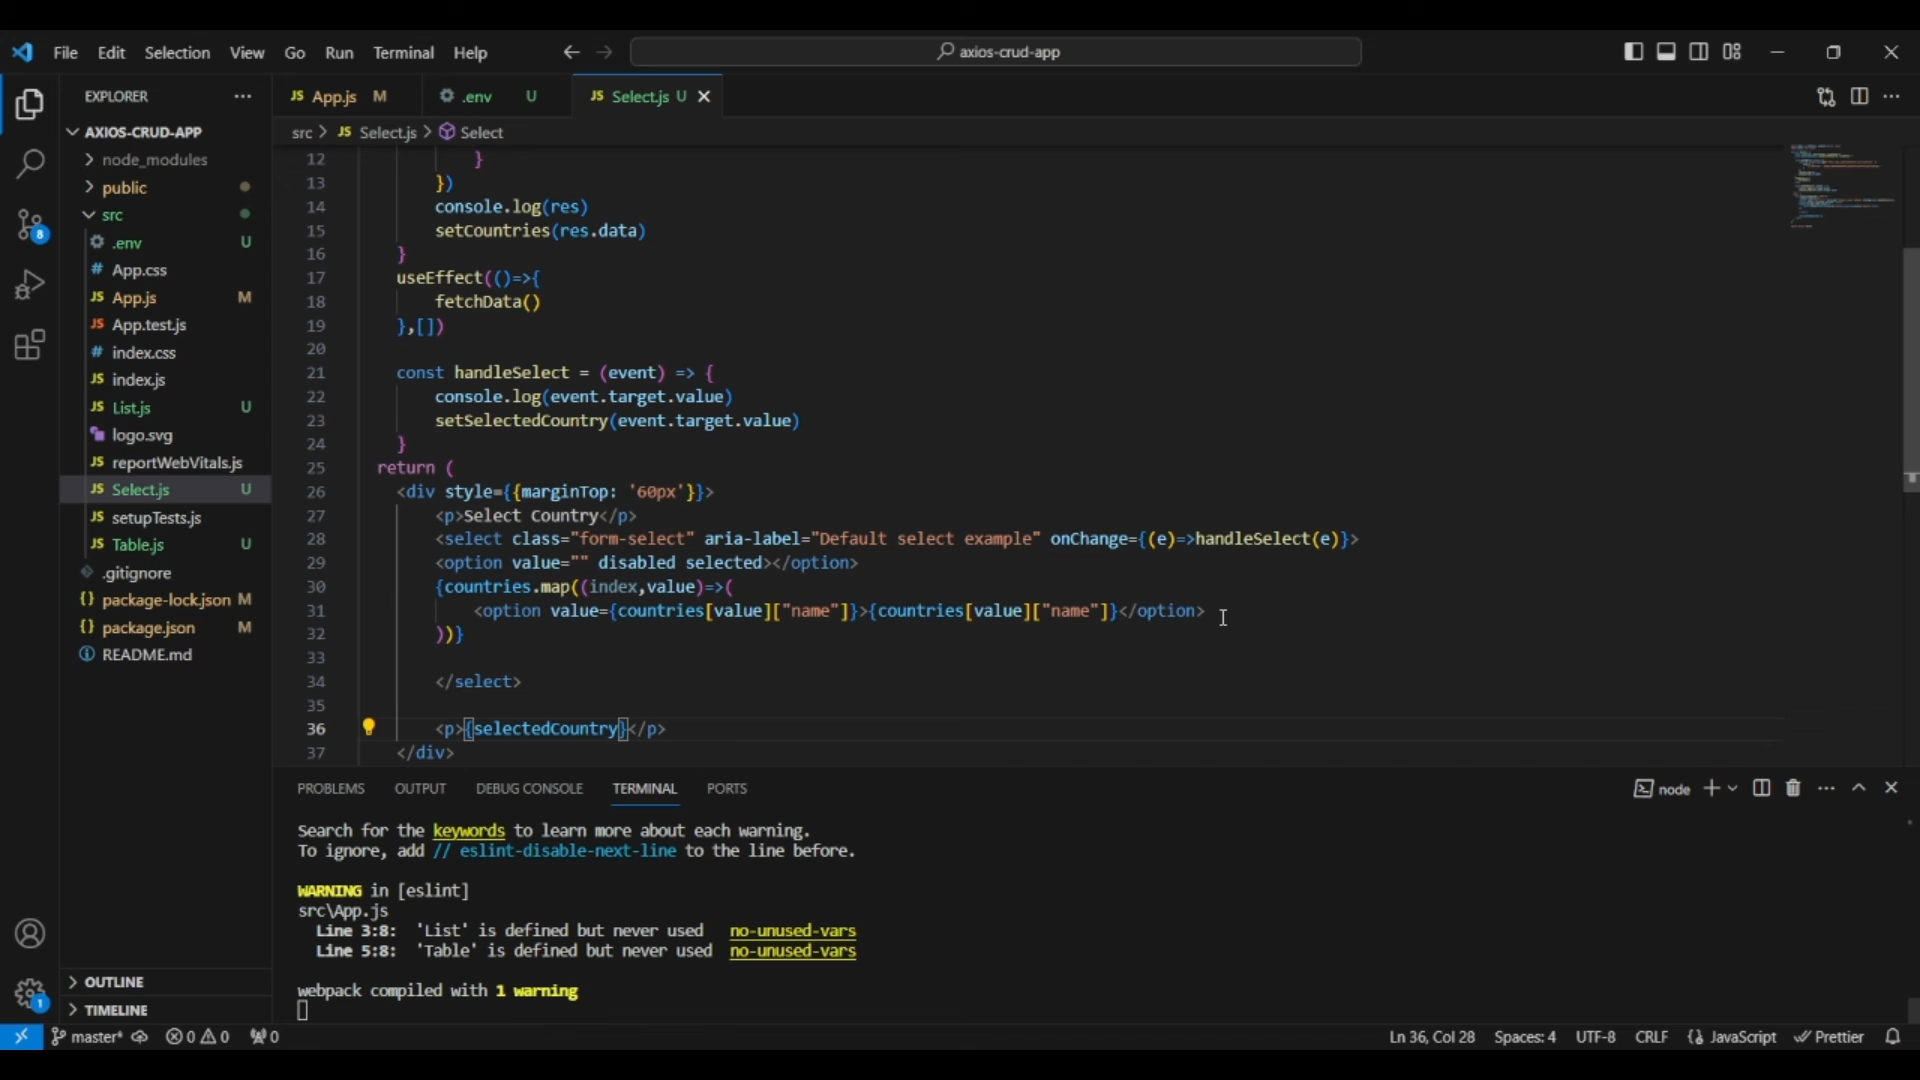 File Edit Selection View Go Run Terminal Help
axios-crud-app
EXPLORER
AXIOS-CRUD-APP
node_modules
public
src
.env U
App.css
App.js M
App.test.js
index.css
index.js
List.js U
logo.svg
reportWebVitals.js
Select.js U
setupTests.js
Table.js U
.gitignore
package-lock.json M
package.json M
README.md
OUTLINE
TIMELINE
JS App.js M
.env U
JS Select.js U
src > JS Select.js > Select
12 }
13 })
14 console.log(res)
15 setCountries(res.data)
16 }
17 useEffect(()=>{
18 fetchData()
19 },[])
20
21 const handleSelect = (event) => {
22 console.log(event.target.value)
23 setSelectedCountry(event.target.value)
24 }
25 return (
26 <div style={{marginTop: '60px'}}>
27 <p>Select Country</p>
28 <select class="form-select" aria-label="Default select example" onChange={(e)=>handleSelect(e)}>
29 <option value="" disabled selected></option>
30 {countries.map((index,value)=>(
31 <option value={countries[value]["name"]}>{countries[value]["name"]}</option>
32 ))}
33
34 </select>
35
36 <p>{selectedCountry}</p>
37 </div>
PROBLEMS OUTPUT DEBUG CONSOLE TERMINAL PORTS
node
Search for the keywords to learn more about each warning.
To ignore, add // eslint-disable-next-line to the line before.
WARNING in [eslint]
src\App.js
Line 3:8: 'List' is defined but never used no-unused-vars
Line 5:8: 'Table' is defined but never used no-unused-vars
webpack compiled with 1 warning
master* 0 0 0
Ln 36, Col 28 Spaces: 4 UTF-8 CRLF JavaScript Prettier
8
1